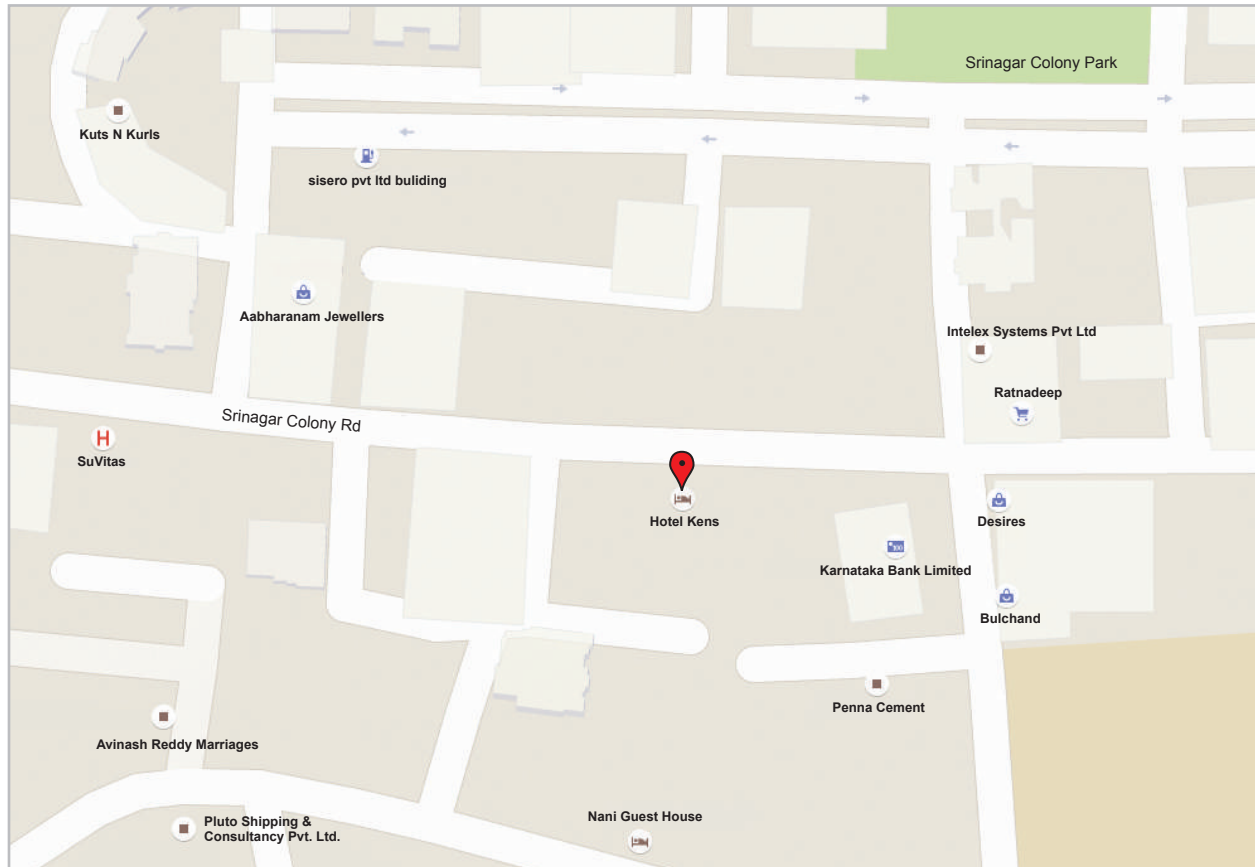 Srinagar Colony Park
Kuts N Kurls
sisero pvt ltd buliding
Aabharanam Jewellers
Intelex Systems Pvt Ltd
Ratnadeep
Srinagar Colony Rd
H
SuVitas
Hotel Kens
Desires
Karnataka Bank Limited
Bulchand
Penna Cement
Avinash Reddy Marriages
Pluto Shipping &
Consultancy Pvt. Ltd.
Nani Guest House